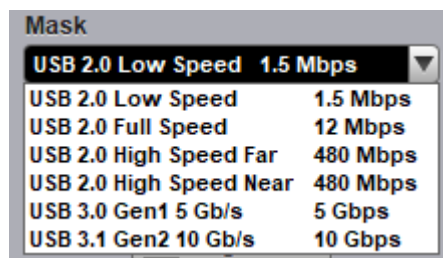 Mask
USB 2.0 Low Speed 1.5 Mbps
USB 2.0 Low Speed 1.5 Mbps
USB 2.0 Full Speed 12 Mbps
USB 2.0 High Speed Far 480 Mbps
USB 2.0 High Speed Near 480 Mbps
USB 3.0 Gen1 5 Gb/s 5 Gbps
USB 3.1 Gen2 10 Gb/s 10 Gbps